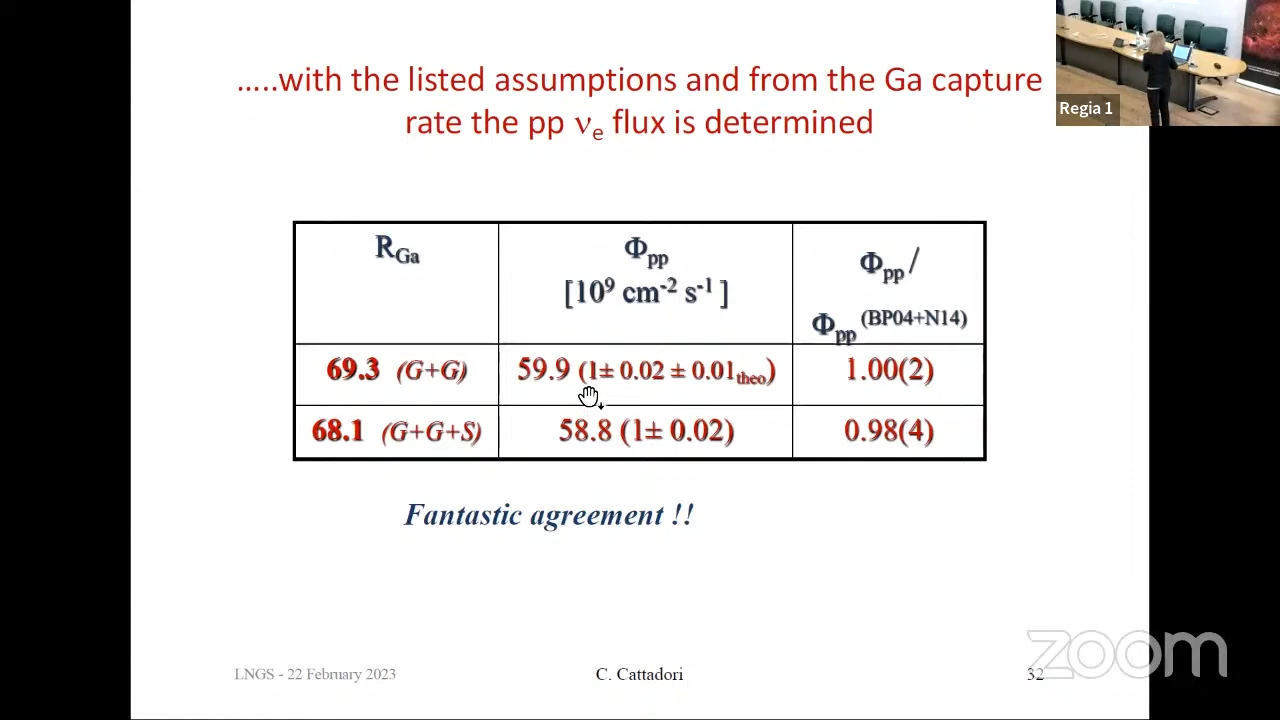 …..with the listed assumptions and from the Ga capture
rate the pp νe flux is determined
Regia 1
RGa
Φpp
[10⁹ cm⁻² s⁻¹ ]
Φpp /
Φpp (BP04+N14)
69.3 (G+G)
59.9 (1± 0.02 ± 0.01theo)
1.00(2)
68.1 (G+G+S)
58.8 (1± 0.02)
0.98(4)
Fantastic agreement !!
LNGS - 22 February 2023
C. Cattadori
32
zoom